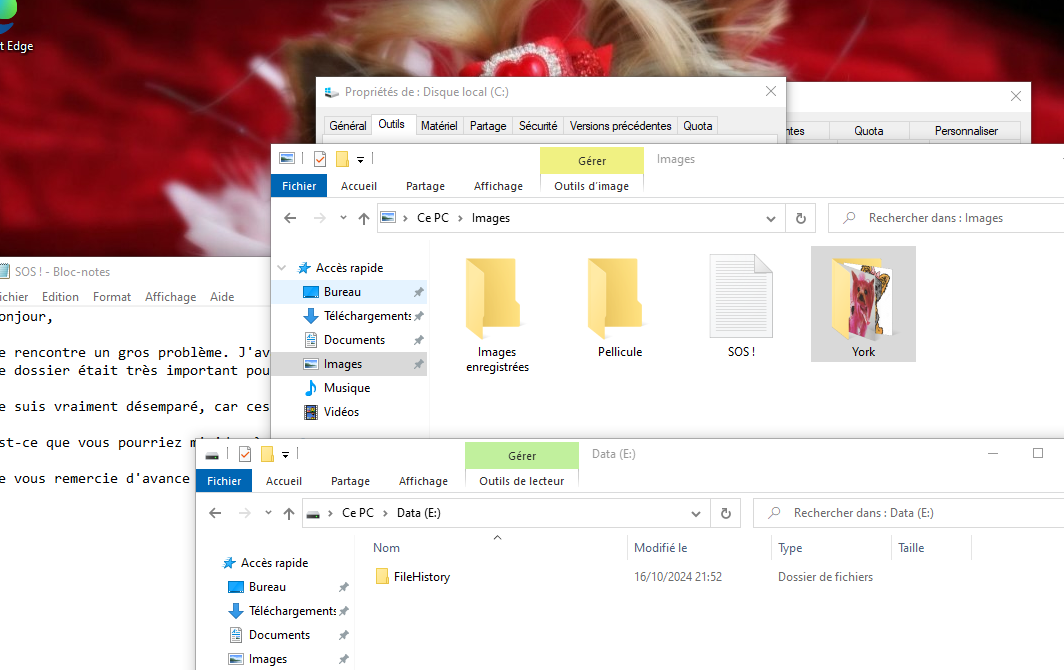 t Edge
Propriétés de : Disque local (C:)
Général Outils Matériel Partage Sécurité Versions précédentes Quota
ntes Quota Personnaliser
Gérer Images
Fichier Accueil Partage Affichage Outils d'image
Ce PC > Images
Rechercher dans : Images
Accès rapide
Bureau
Téléchargements
Documents
Images
Musique
Vidéos
Images enregistrées
Pellicule
SOS !
York
SOS ! - Bloc-notes
ichier Edition Format Affichage Aide
onjour,
e rencontre un gros problème. J'av
e dossier était très important pou
e suis vraiment désemparé, car ces
st-ce que vous pourriez m
e vous remercie d'avance
Gérer Data (E:)
Fichier Accueil Partage Affichage Outils de lecteur
Ce PC > Data (E:)
Rechercher dans : Data (E:)
Accès rapide
Bureau
Téléchargements
Documents
Images
Nom Modifié le Type Taille
FileHistory 16/10/2024 21:52 Dossier de fichiers